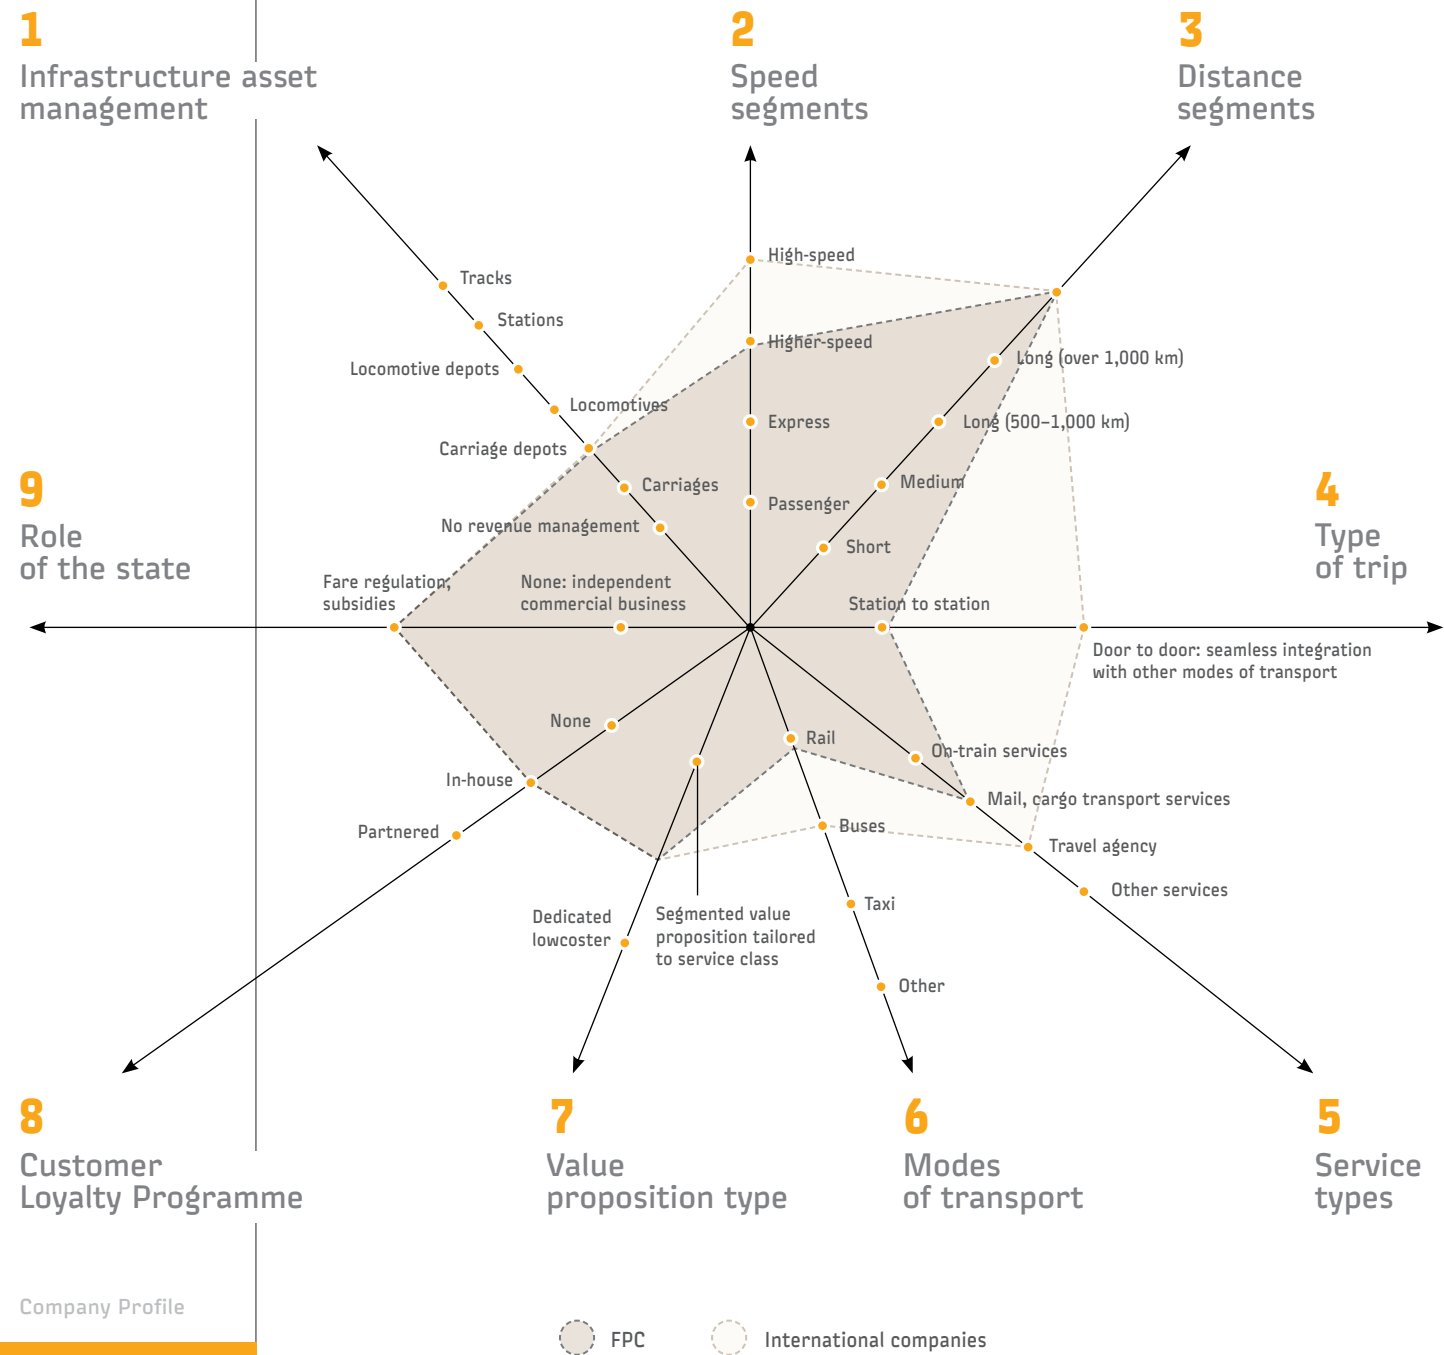 1
Infrastructure asset
management
2
Speed
segments
3
Distance
segments
Tracks
Stations
Locomotive depots
Locomotives
Carriage depots
Carriages
No revenue management
High-speed
Higher-speed
Express
Passenger
Long (over 1,000 km)
Long (500–1,000 km)
Medium
Short
9
Role
of the state
Fare regulation,
subsidies
None: independent
commercial business
4
Type
of trip
Station to station
Door to door: seamless integration
with other modes of transport
None
In-house
Partnered
Dedicated
lowcoster
Segmented value
proposition tailored
to service class
Rail
Buses
Taxi
Other
On-train services
Mail, cargo transport services
Travel agency
Other services
8
Customer
Loyalty Programme
7
Value
proposition type
6
Modes
of transport
5
Service
types
Company Profile
FPC
International companies